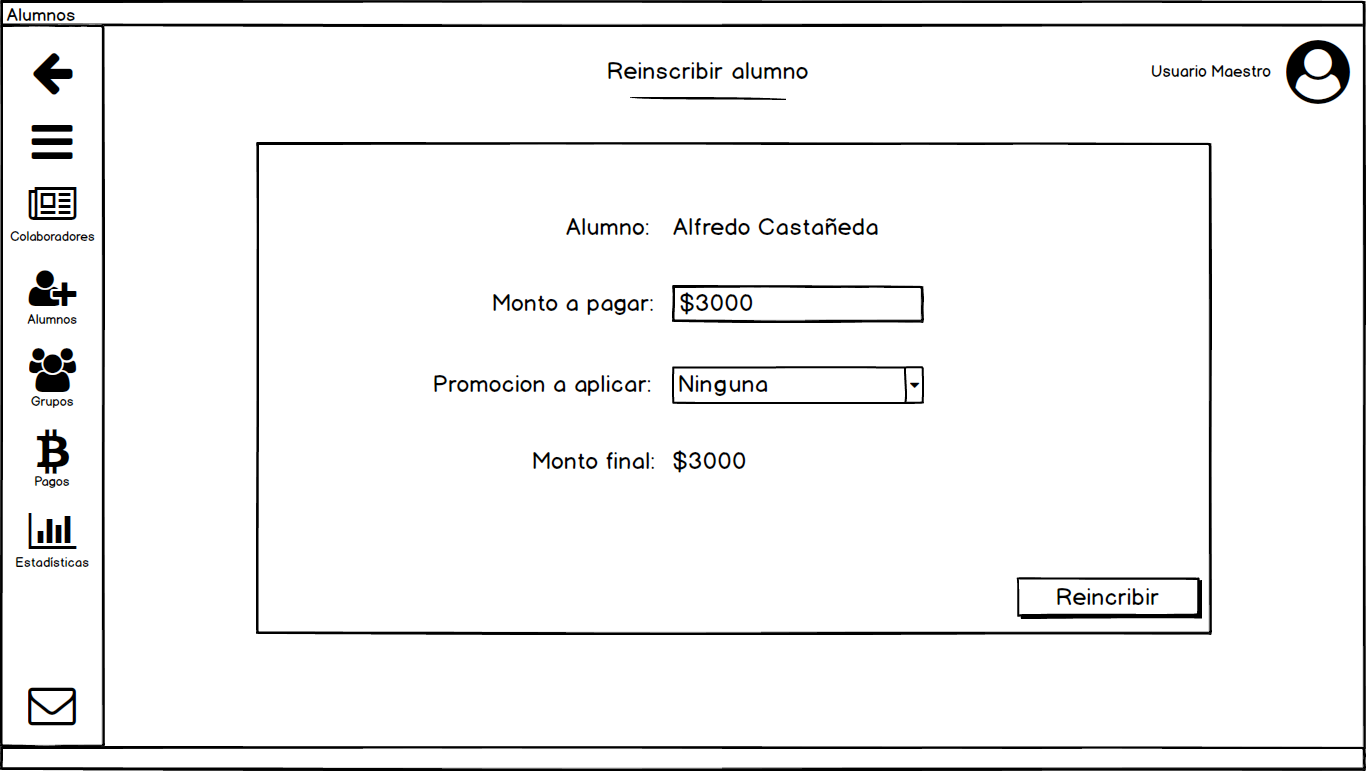 Alumnos
Reinscribir alumno
Usuario Maestro
Colaboradores
Alumnos
Grupos
Pagos
Estadísticas
Alumno: Alfredo Castañeda
Monto a pagar: $3000
Promocion a aplicar: Ninguna
Monto final: $3000
Reincribir